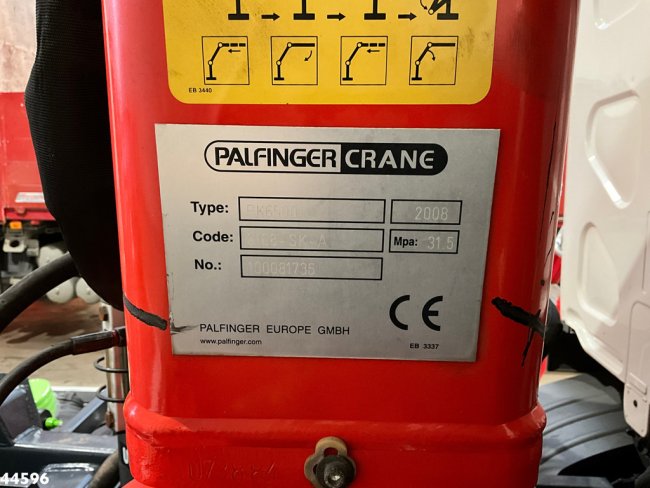 EB 3440
PALFINGER CRANE
Type: 2008
Code: Mpa: 31.5
No.: 100081735
PALFINGER EUROPE GMBH
www.palfinger.com
CE
EB 3337
44596